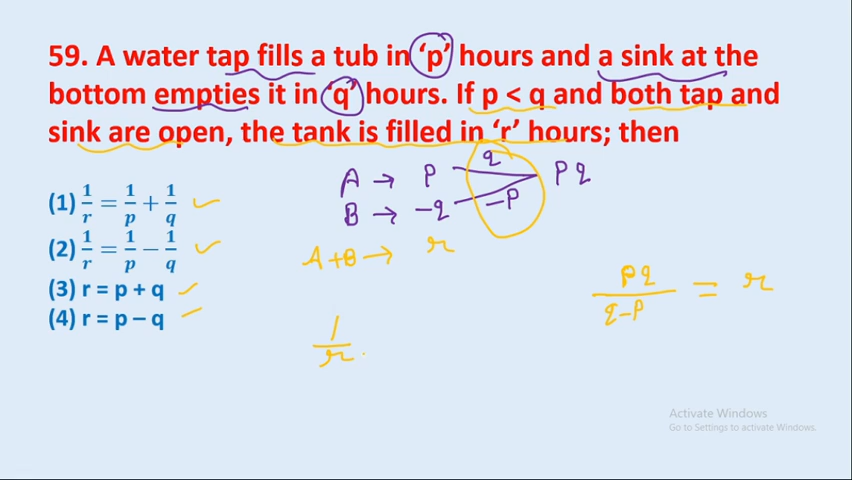 59. A water tap fills a tub in ‘p’ hours and a sink at the
bottom empties it in ‘q’ hours. If p < q and both tap and
sink are open, the tank is filled in ‘r’ hours; then
(1) 1/r = 1/p + 1/q
(2) 1/r = 1/p − 1/q
(3) r = p + q
(4) r = p − q
A → P q Pq
B → -q -P
A+B → r
1/r
pq/(q-P) = r
Activate Windows
Go to Settings to activate Windows.